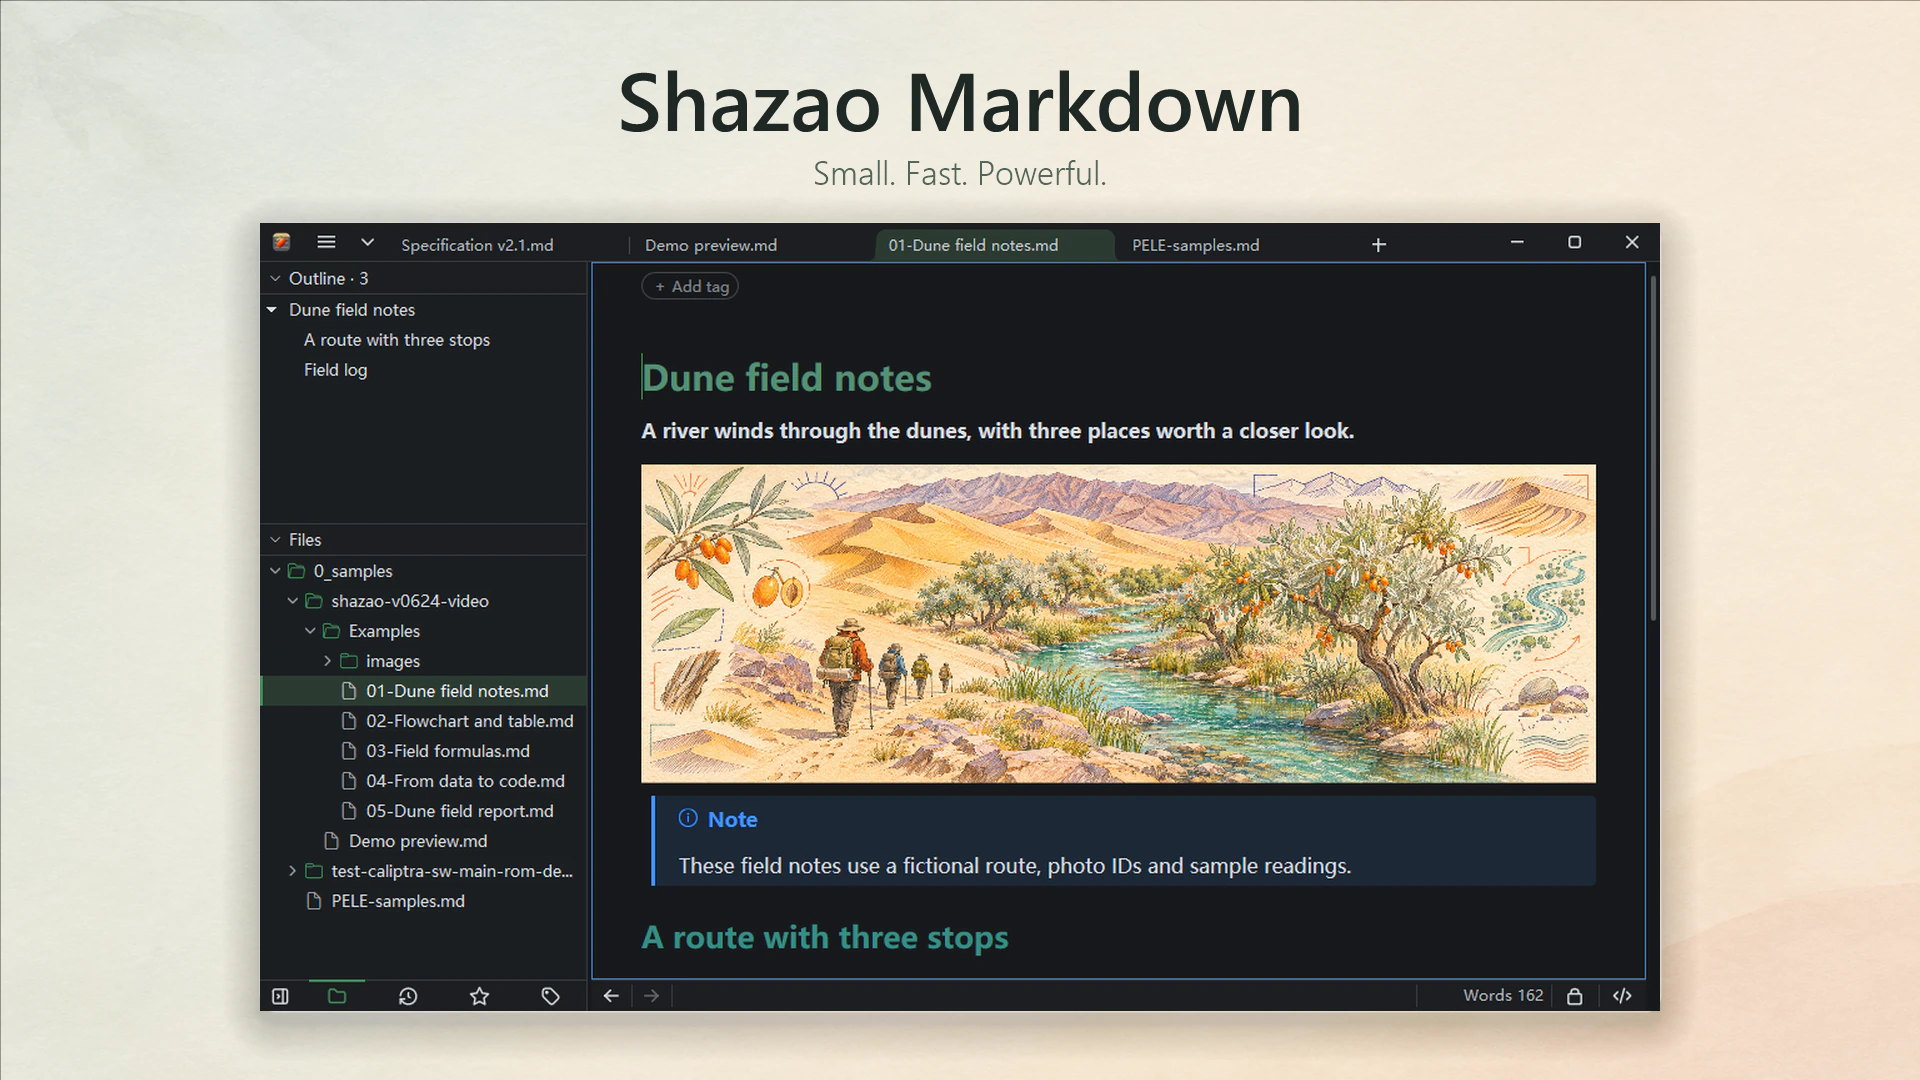 Shazao Markdown
Small. Fast. Powerful.
Specification v2.1.md
Demo preview.md
01-Dune field notes.md
PELE-samples.md
Outline · 3
Dune field notes
A route with three stops
Field log
Files
0_samples
shazao-v0624-video
Examples
images
01-Dune field notes.md
02-Flowchart and table.md
03-Field formulas.md
04-From data to code.md
05-Dune field report.md
Demo preview.md
test-caliptra-sw-main-rom-de...
PELE-samples.md
+ Add tag
Dune field notes
A river winds through the dunes, with three places worth a closer look.
Note
These field notes use a fictional route, photo IDs and sample readings.
A route with three stops
Words 162